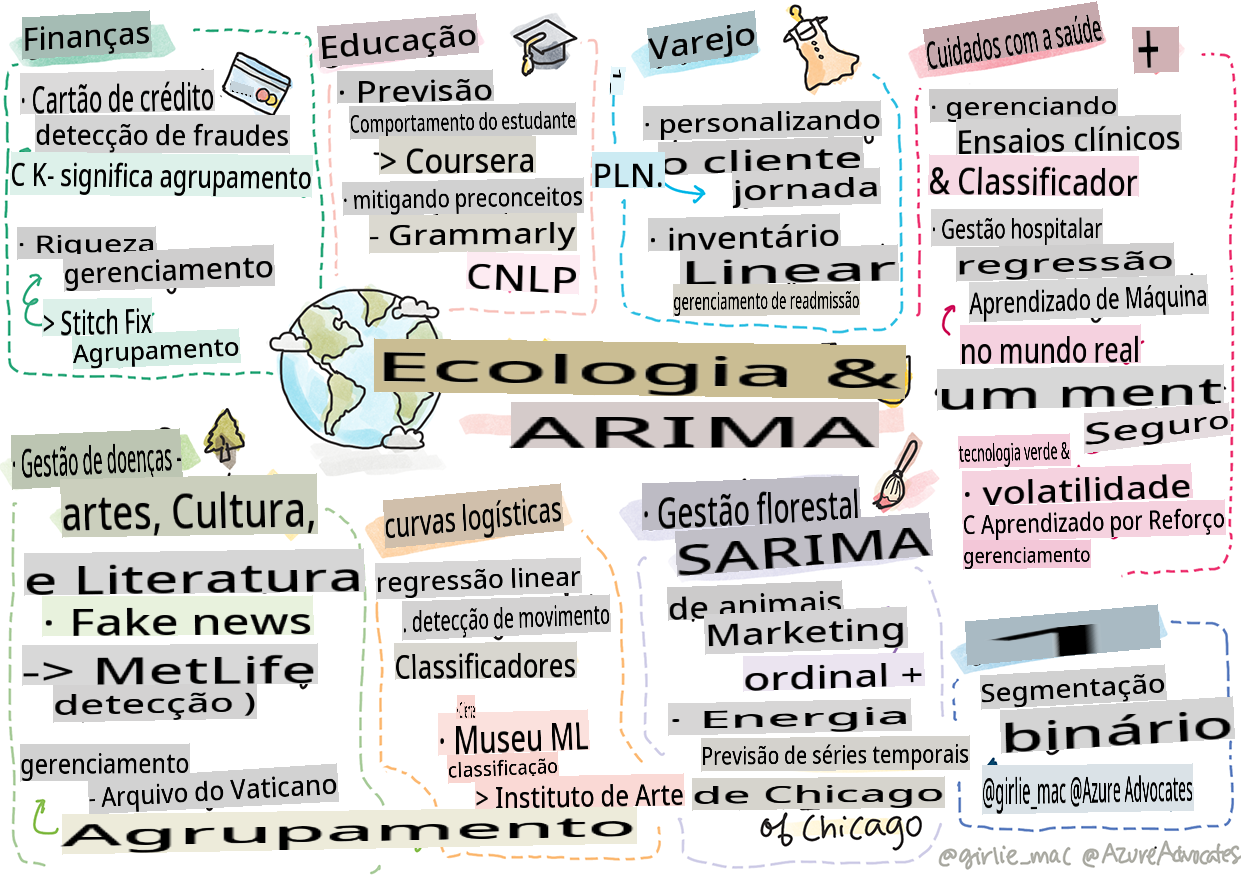 Finanças
· Cartão de crédito
detecção de fraudes
C K- significa agrupamento
· Riqueza
gerenciamento
> Stitch Fix
Agrupamento
Educação
· Previsão
Comportamento do estudante
> Coursera
· mitigando preconceitos
- Grammarly
CNLP
Varejo
· personalizando
o cliente
PLN.
jornada
· inventário
Linear
gerenciamento de readmissão
Cuidados com a saúde
+
· gerenciando
Ensaios clínicos
& Classificador
· Gestão hospitalar
regressão
Aprendizado de Máquina
no mundo real
·um ment
Seguro
tecnologia verde &
· volatilidade
C Aprendizado por Reforço
gerenciamento
Ecologia &
ARIMA
· Gestão de doenças -
artes, Cultura,
e Literatura
· Fake news
-> MetLife
detecção )
gerenciamento
- Arquivo do Vaticano
Agrupamento
curvas logísticas
regressão linear
. detecção de movimento
Classificadores
· Museu ML
classificação
> Instituto de Arte
· Gestão florestal
SARIMA
de animais
Marketing
ordinal +
· Energia
Previsão de séries temporais
de Chicago
of Chicago
1
Segmentação
binário
@girlie_mac @Azure Advocates
@girlie_mac @AzureAdvocates